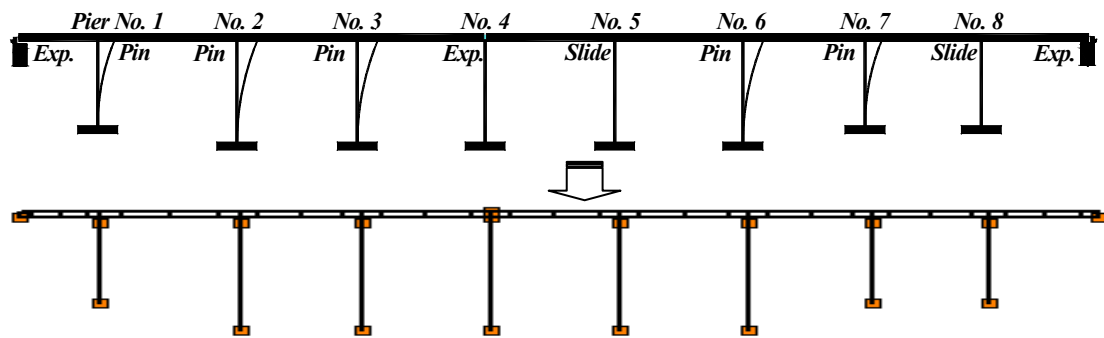 Pier No. 1 No. 2 No. 3 No. 4 No. 5 No. 6 No. 7 No. 8
Exp. Pin Pin Pin Exp. Slide Pin Pin Slide Exp.